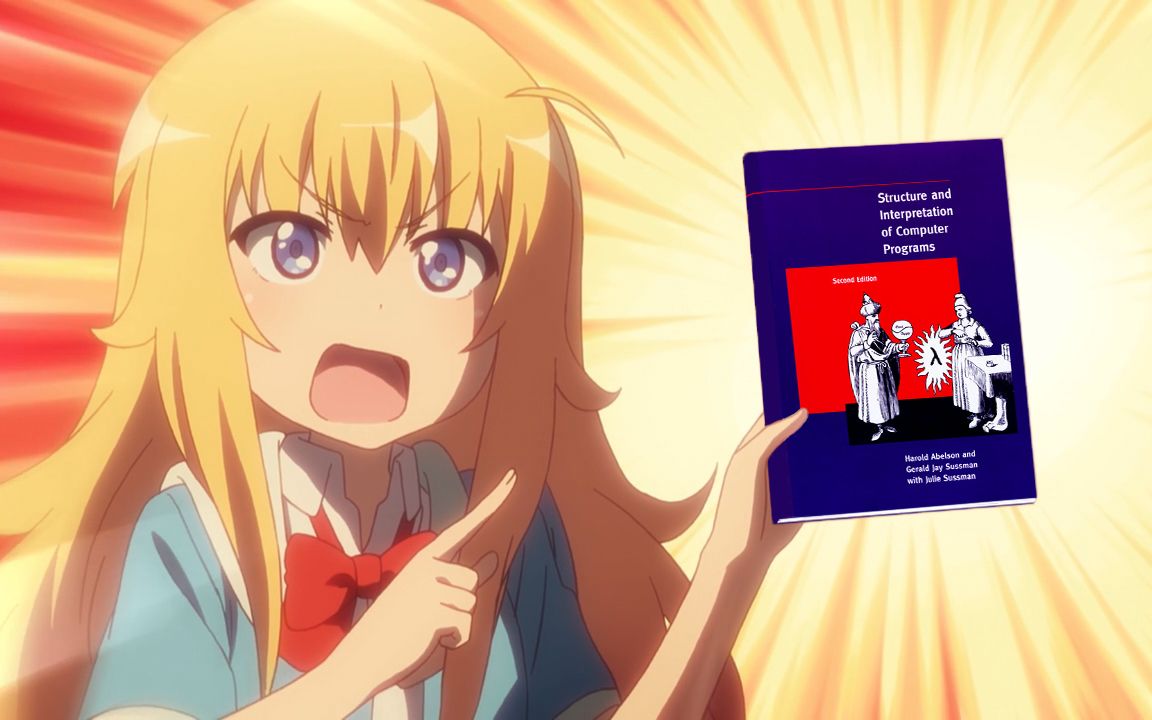 Structure and
Interpretation
of Computer
Programs
Second Edition
λ
Harold Abelson and
Gerald Jay Sussman
with Julie Sussman